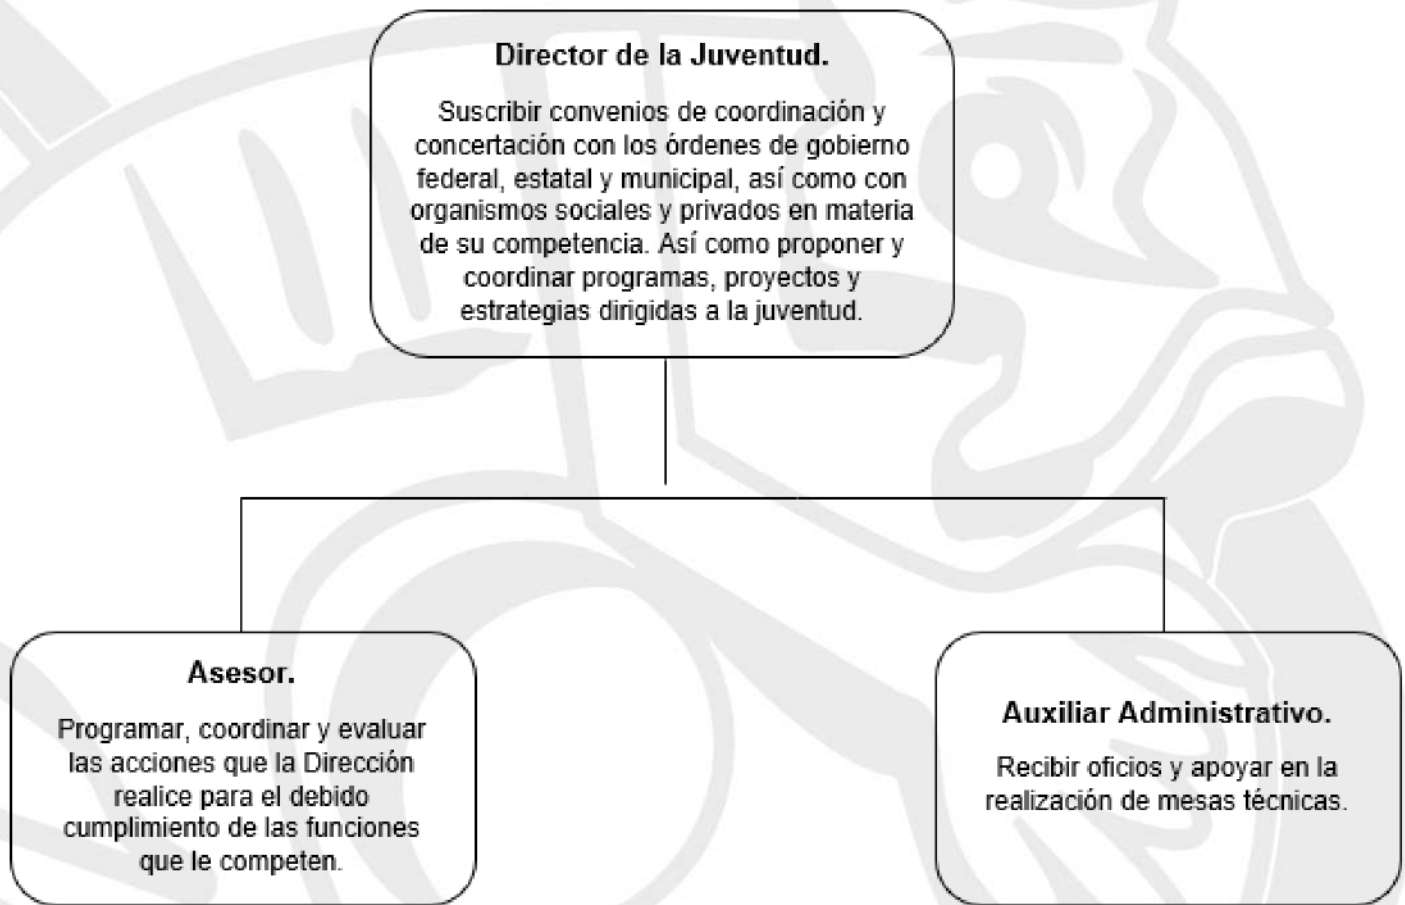 Director de la Juventud.
Suscribir convenios de coordinación y
concertación con los órdenes de gobierno
federal, estatal y municipal, así como con
organismos sociales y privados en materia
de su competencia. Así como proponer y
coordinar programas, proyectos y
estrategias dirigidas a la juventud.
Asesor.
Programar, coordinar y evaluar
las acciones que la Dirección
realice para el debido
cumplimiento de las funciones
que le competen.
Auxiliar Administrativo.
Recibir oficios y apoyar en la
realización de mesas técnicas.